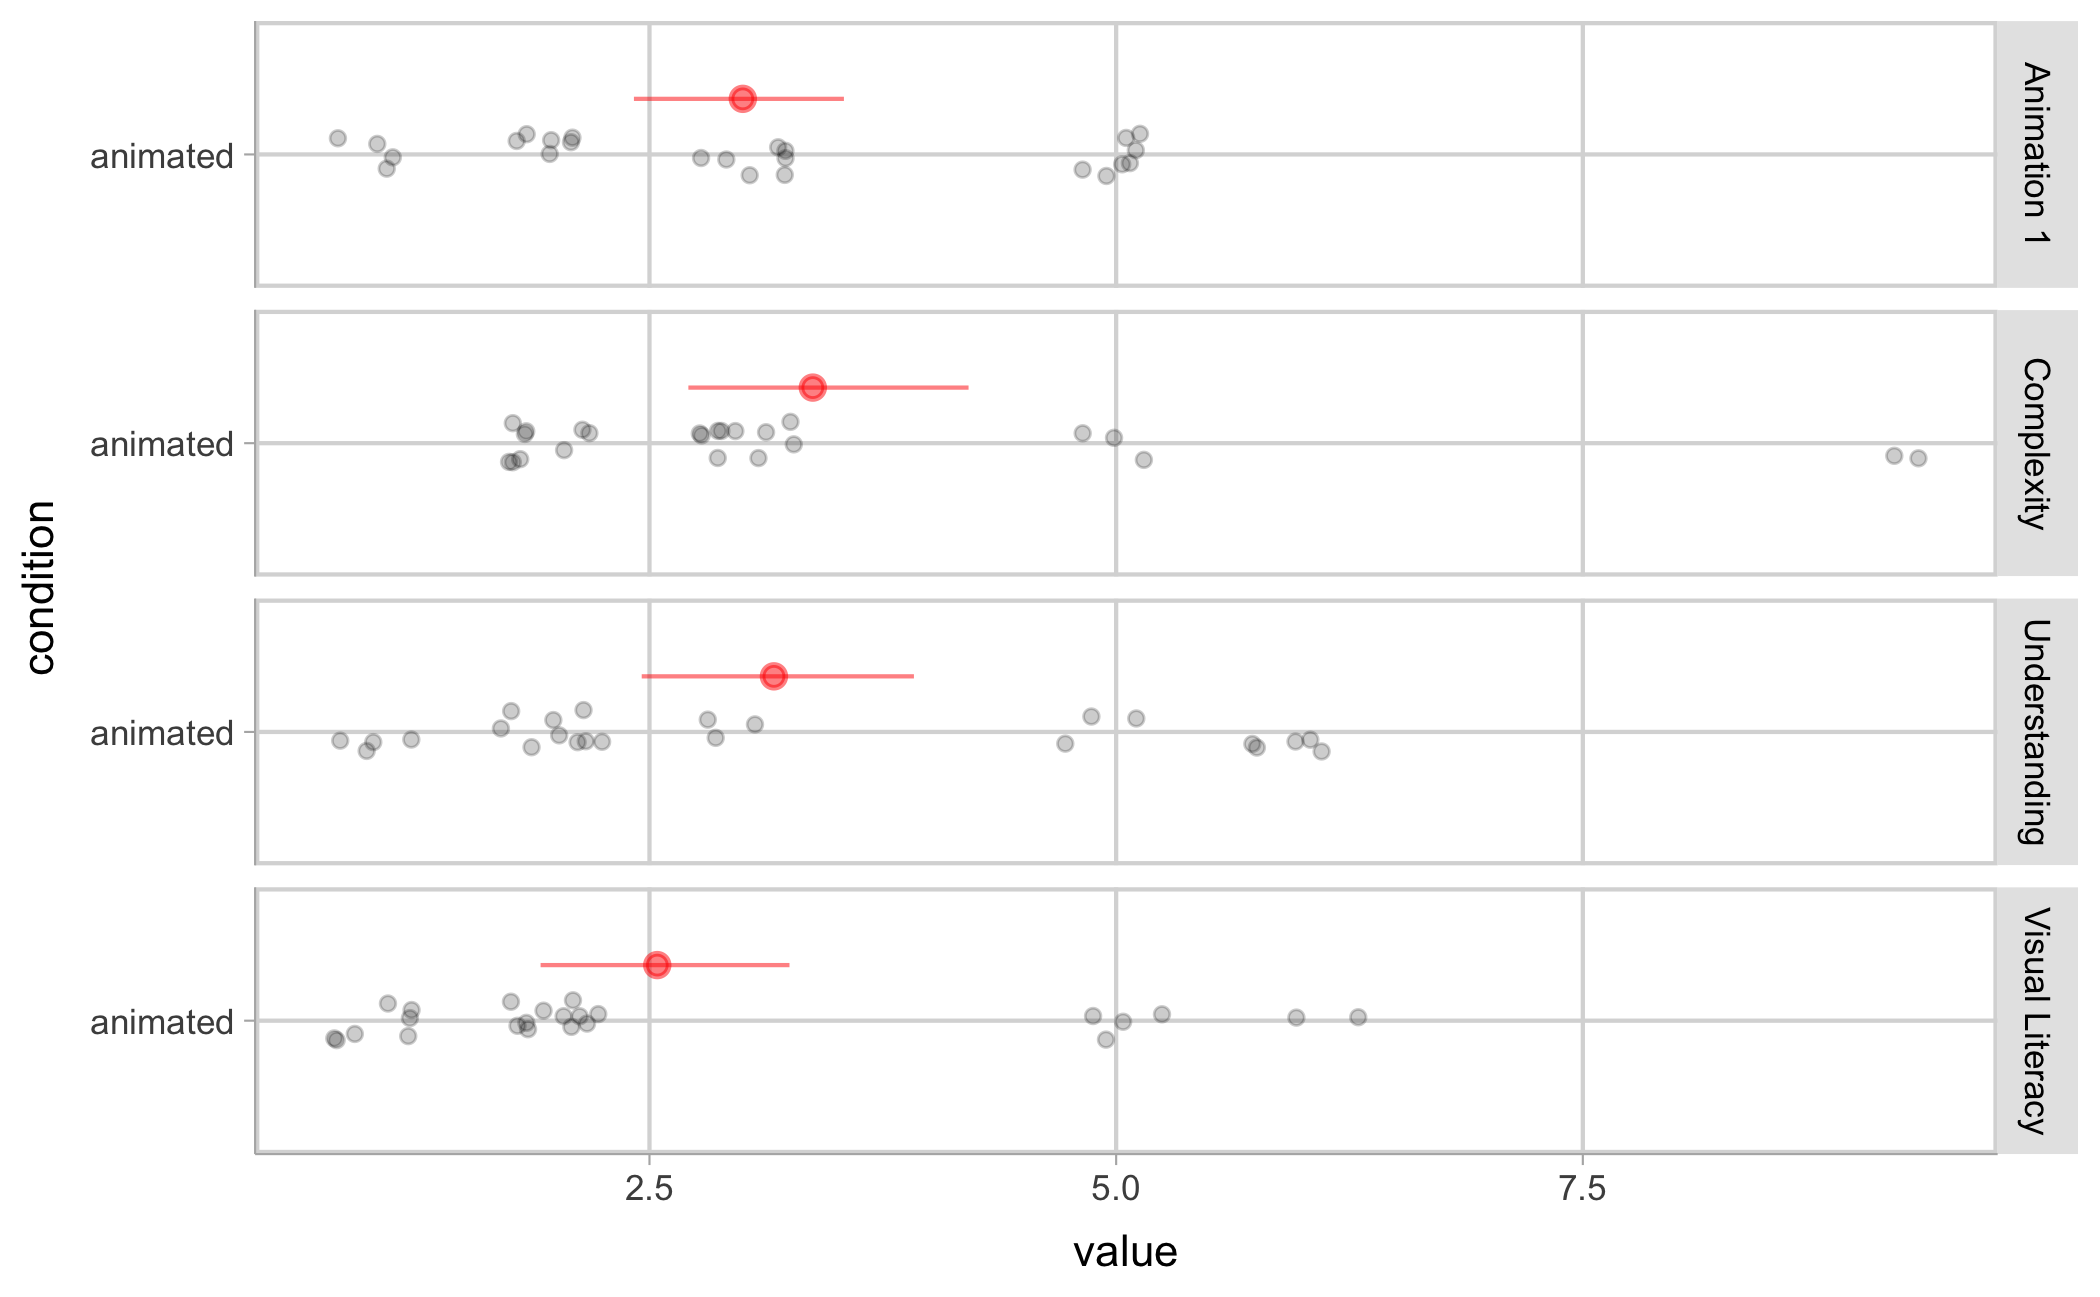 condition
animated
Animation 1
animated
Complexity
animated
Understanding
animated
Visual Literacy
2.5 5.0 7.5
value